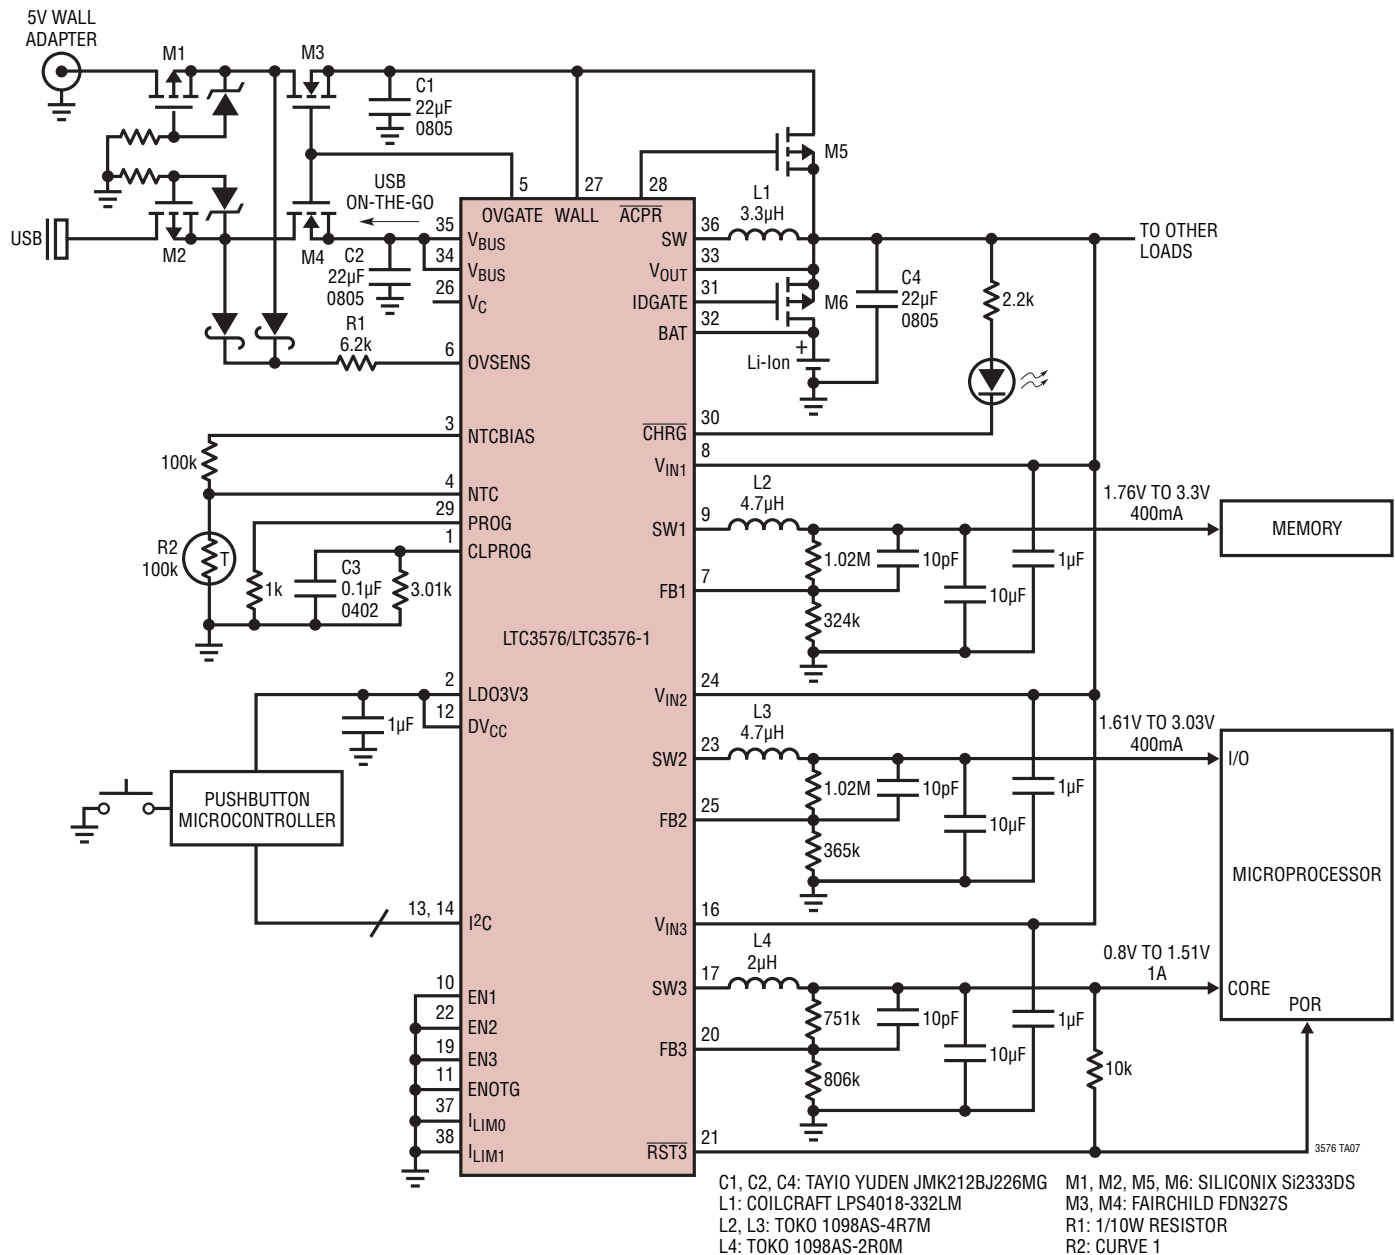 5V WALL
ADAPTER
M1
M3
C1
22µF
0805
M5
USB
ON-THE-GO
5
27
28
OVGATE
WALL
ACPR
L1
3.3µH
USB
M2
M4
C2
22µF
0805
35
VBUS
34
VBUS
26
VC
R1
6.2k
6
OVSENS
36
SW
33
VOUT
31
IDGATE
32
BAT
M6
C4
22µF
0805
2.2k
TO OTHER
LOADS
+
Li-Ion
30
CHRG
8
VIN1
3
NTCBIAS
100k
4
NTC
29
PROG
1
CLPROG
R2
100k
T
1k
C3
0.1µF
0402
3.01k
L2
4.7µH
9
SW1
1.76V TO 3.3V
400mA
MEMORY
1.02M
10pF
1µF
7
FB1
10µF
324k
LTC3576/LTC3576-1
2
LDO3V3
12
DVCC
1µF
24
VIN2
L3
4.7µH
23
SW2
1.61V TO 3.03V
400mA
I/O
1.02M
10pF
1µF
25
FB2
10µF
365k
PUSHBUTTON
MICROCONTROLLER
MICROPROCESSOR
13, 14
I2C
16
VIN3
L4
2µH
17
SW3
0.8V TO 1.51V
1A
CORE
POR
751k
10pF
1µF
20
FB3
10µF
806k
10k
10
EN1
22
EN2
19
EN3
11
ENOTG
37
ILIM0
38
ILIM1
21
RST3
3576 TA07
C1, C2, C4: TAYIO YUDEN JMK212BJ226MG
L1: COILCRAFT LPS4018-332LM
L2, L3: TOKO 1098AS-4R7M
L4: TOKO 1098AS-2R0M
M1, M2, M5, M6: SILICONIX Si2333DS
M3, M4: FAIRCHILD FDN327S
R1: 1/10W RESISTOR
R2: CURVE 1